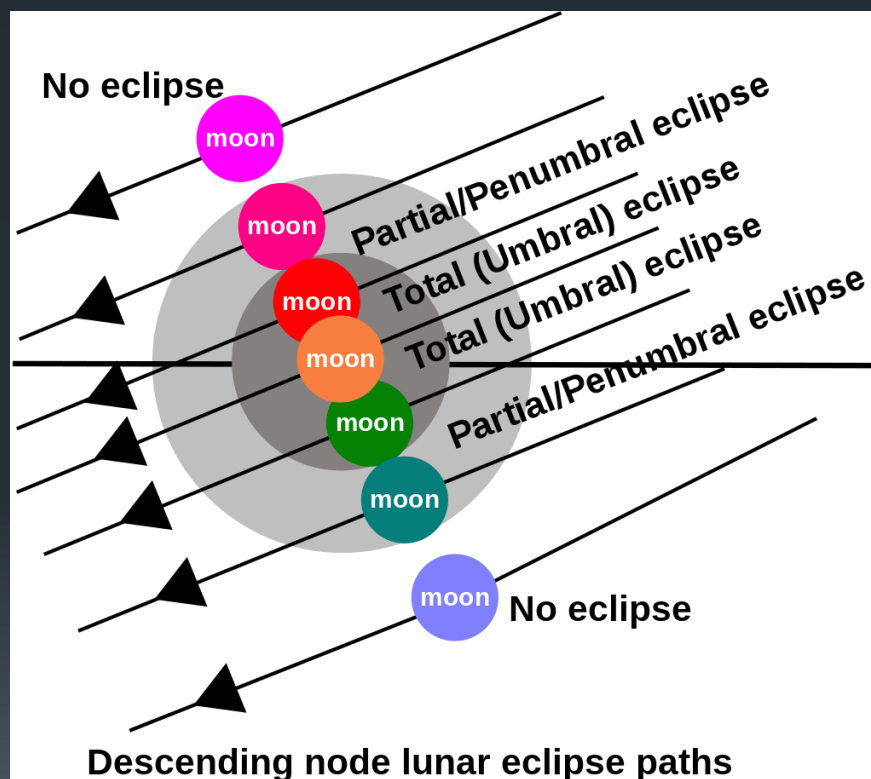 No eclipse
moon
Partial/Penumbral eclipse
moon
Total (Umbral) eclipse
moon
Total (Umbral) eclipse
moon
Partial/Penumbral eclipse
moon
moon
moon
No eclipse
Descending node lunar eclipse paths